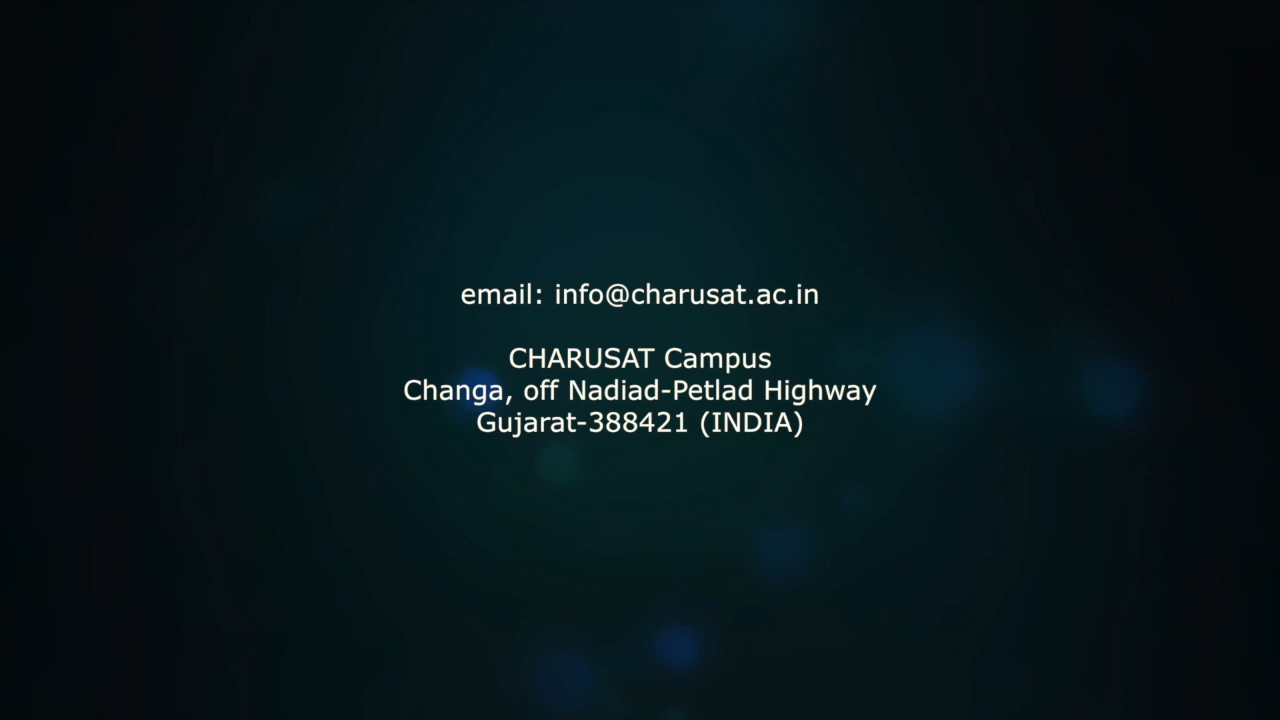 email: info@charusat.ac.in
CHARUSAT Campus
Changa, off Nadiad-Petlad Highway
Gujarat-388421 (INDIA)